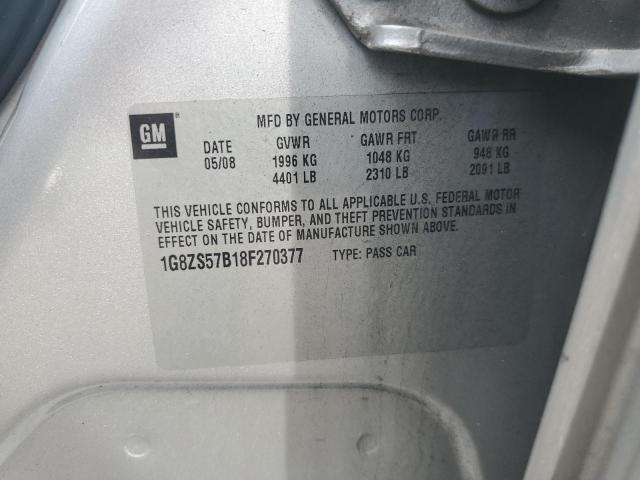 MFD BY GENERAL MOTORS CORP.
GM
DATE GVWR GAWR FRT GAWR RR
05/08 1996 KG 1048 KG 948 KG
4401 LB 2310 LB 2091 LB
THIS VEHICLE CONFORMS TO ALL APPLICABLE U.S. FEDERAL MOTOR
VEHICLE SAFETY, BUMPER, AND THEFT PREVENTION STANDARDS IN
EFFECT ON THE DATE OF MANUFACTURE SHOWN ABOVE.
1G8ZS57B18F270377 TYPE: PASS CAR